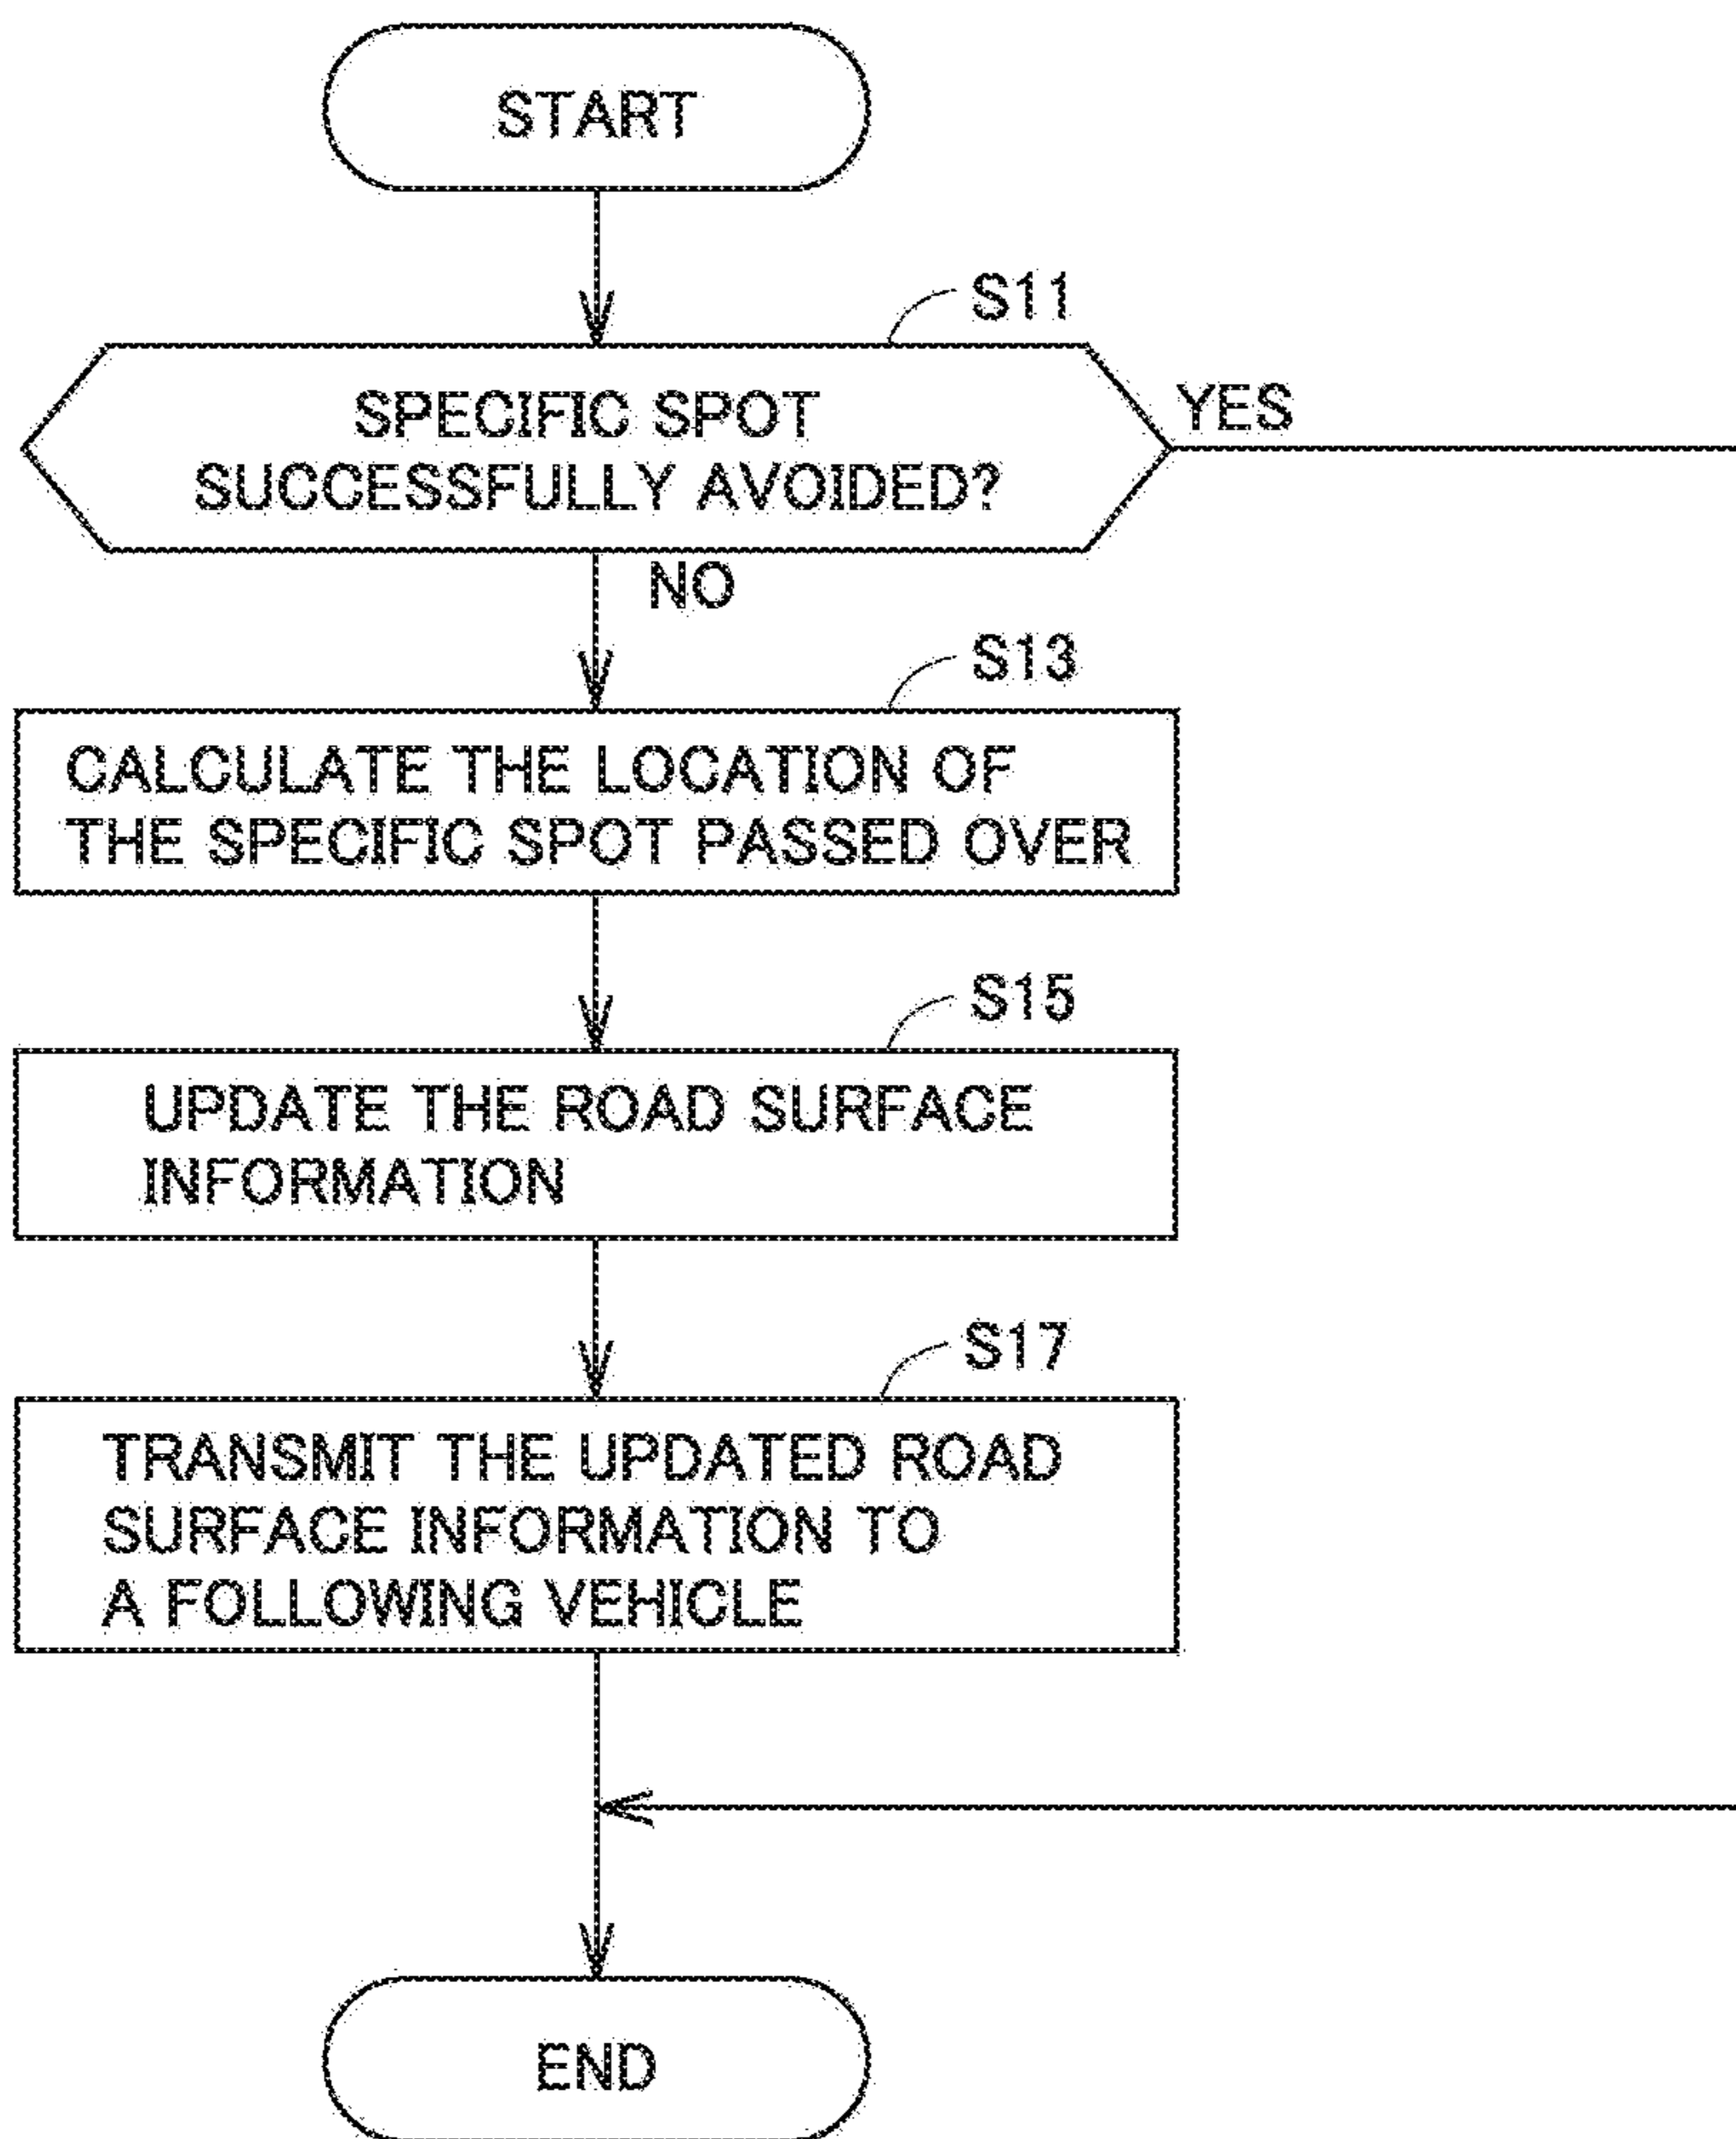 START
S11
SPECIFIC SPOT
SUCCESSFULLY AVOIDED?
YES
NO
S13
CALCULATE THE LOCATION OF
THE SPECIFIC SPOT PASSED OVER
S15
UPDATE THE ROAD SURFACE
INFORMATION
S17
TRANSMIT THE UPDATED ROAD
SURFACE INFORMATION TO
A FOLLOWING VEHICLE
END